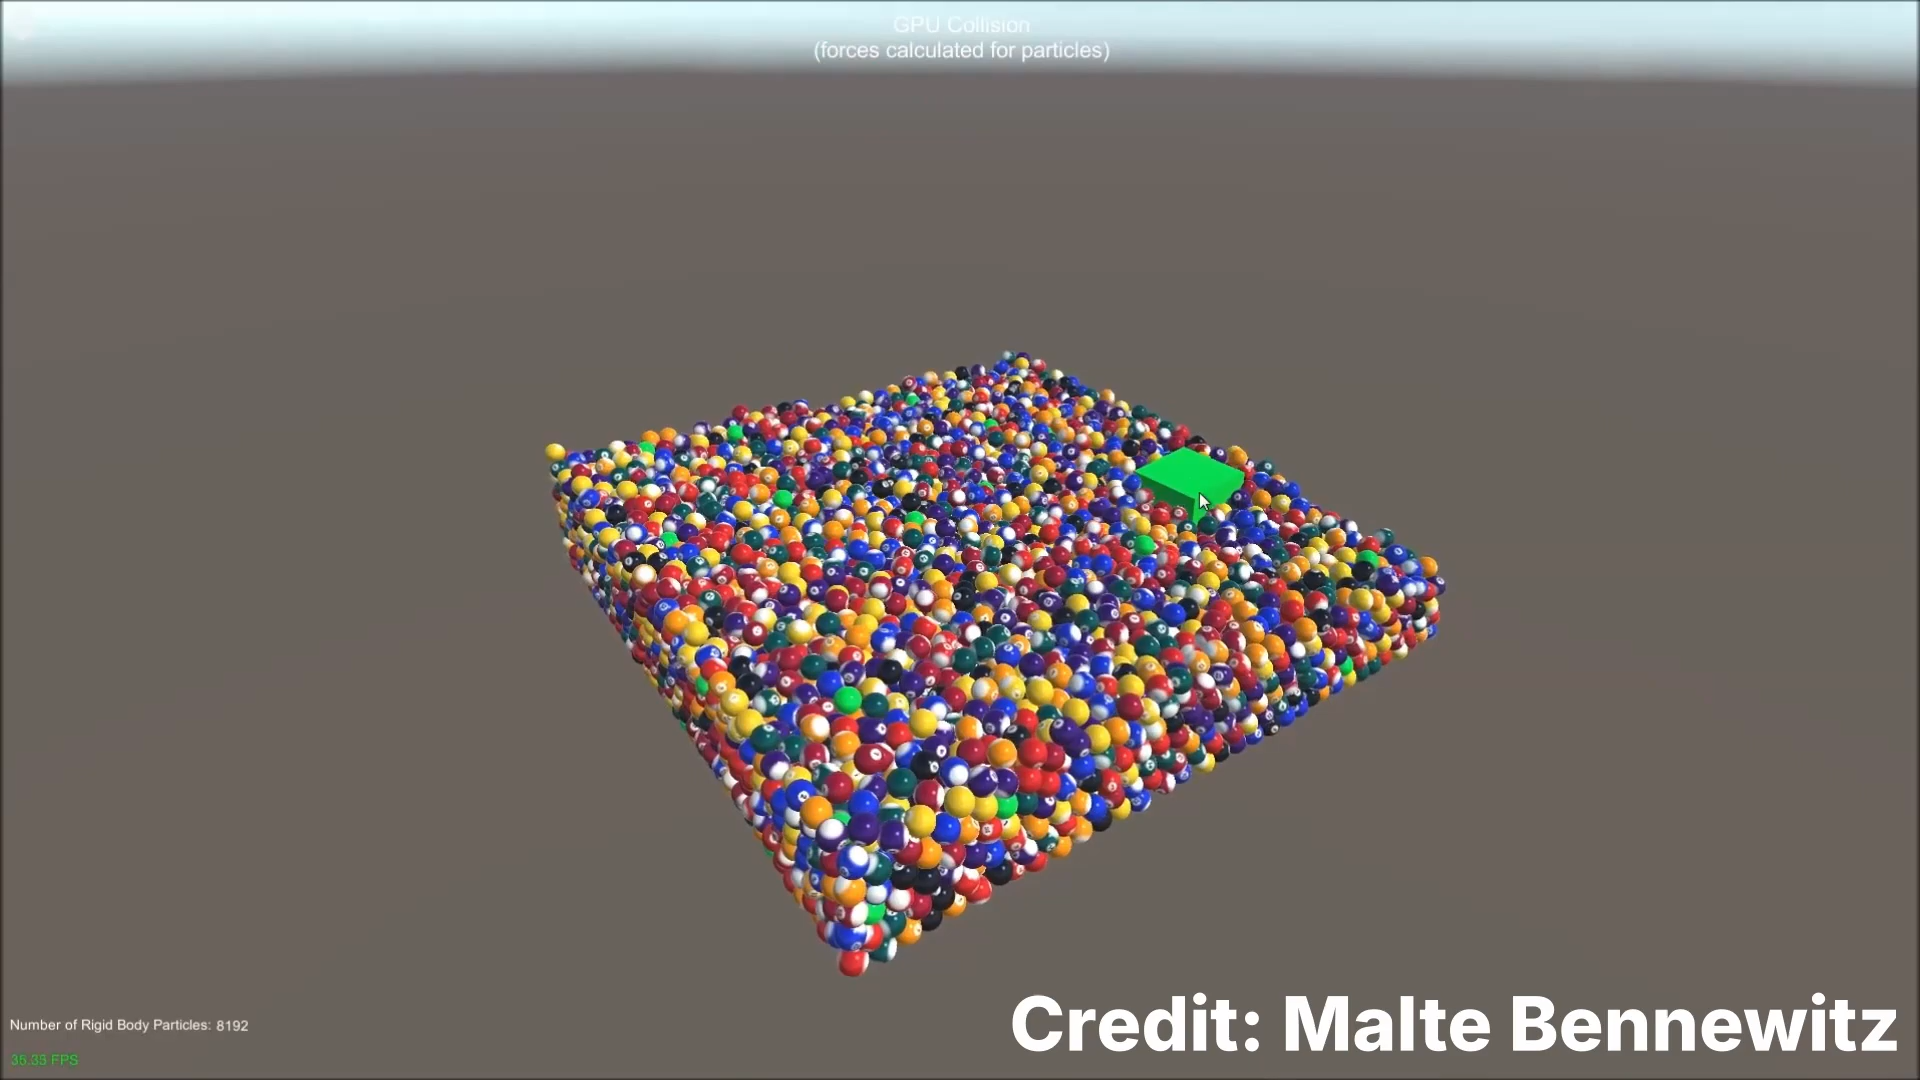 GPU Collision
(forces calculated for particles)
Number of Rigid Body Particles: 8192
35.35 FPS
Credit: Malte Bennewitz